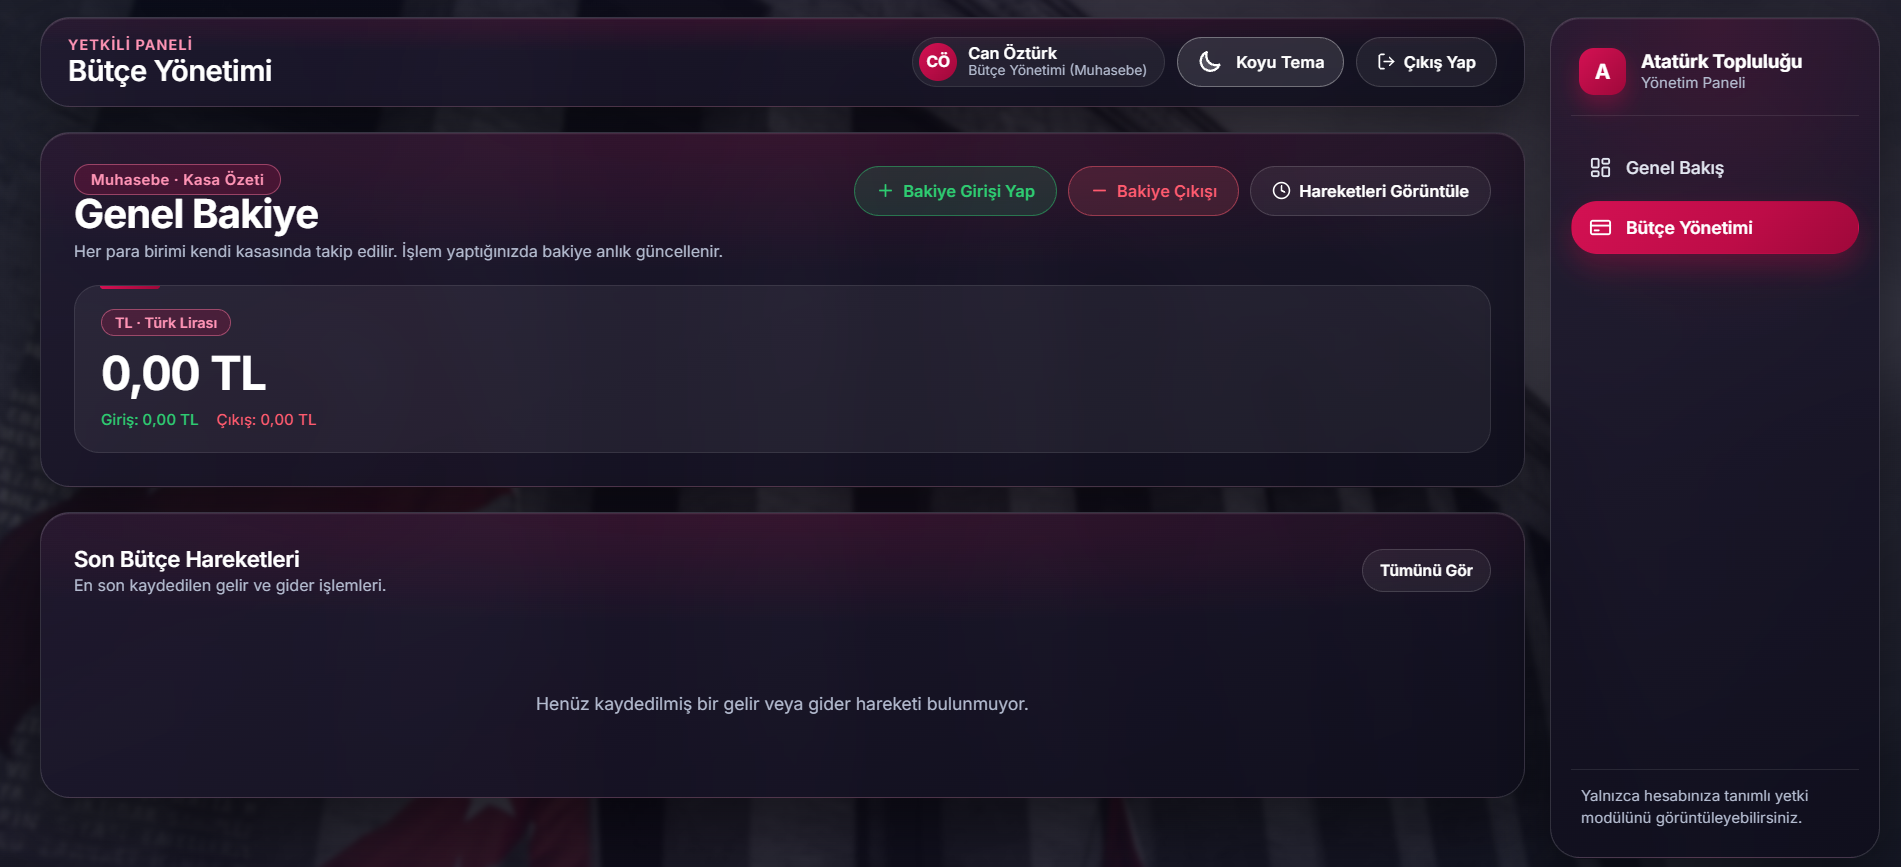 YETKİLİ PANELİ
Bütçe Yönetimi
CÖ
Can Öztürk
Bütçe Yönetimi (Muhasebe)
Koyu Tema
Çıkış Yap
Muhasebe · Kasa Özeti
Genel Bakiye
Her para birimi kendi kasasında takip edilir. İşlem yaptığınızda bakiye anlık güncellenir.
Bakiye Girişi Yap
Bakiye Çıkışı
Hareketleri Görüntüle
TL · Türk Lirası
0,00 TL
Giriş: 0,00 TL Çıkış: 0,00 TL
Son Bütçe Hareketleri
En son kaydedilen gelir ve gider işlemleri.
Tümünü Gör
Henüz kaydedilmiş bir gelir veya gider hareketi bulunmuyor.
A
Atatürk Topluluğu
Yönetim Paneli
Genel Bakış
Bütçe Yönetimi
Yalnızca hesabınıza tanımlı yetki
modülünü görüntüleyebilirsiniz.